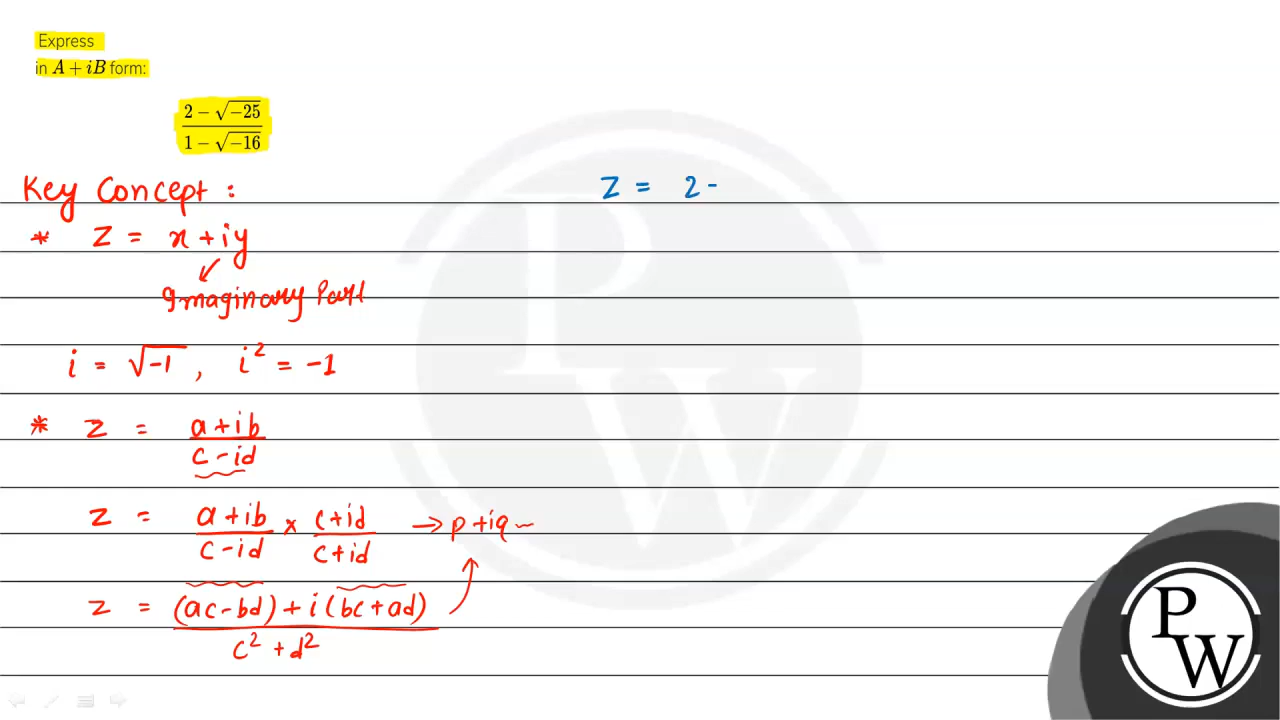 Express
in A + iB form:
2 − √−25
1 − √−16
Key Concept :
* z = x + iy
Imaginary Part
i = √−1 , i² = −1
* z = a + ib
c − id
z = a + ib × c + id → p + iq −
c − id c + id
z = (ac − bd) + i (bc + ad)
c² + d²
z = 2 −
P
W
P
W